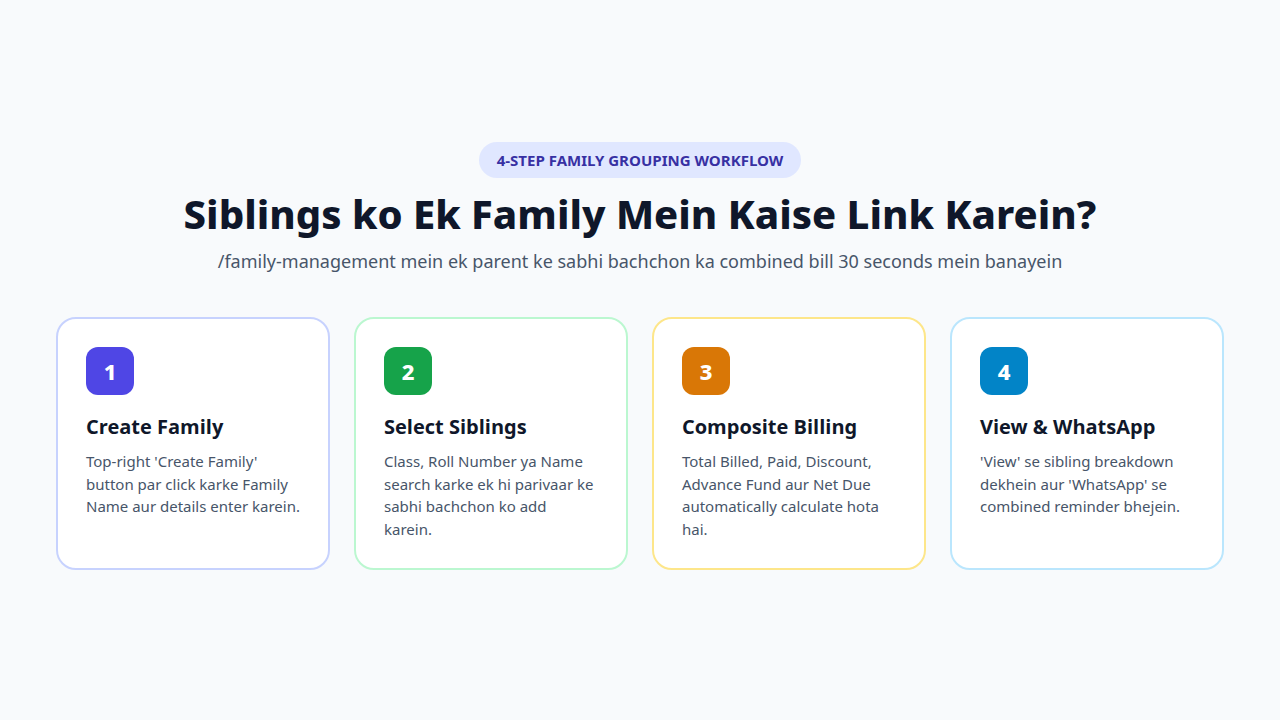 4-STEP FAMILY GROUPING WORKFLOW
Siblings ko Ek Family Mein Kaise Link Karein?
/family-management mein ek parent ke sabhi bachchon ka combined bill 30 seconds mein banayein
1
Create Family
Top-right 'Create Family'
button par click karke Family
Name aur details enter karein.
2
Select Siblings
Class, Roll Number ya Name
search karke ek hi parivaar ke
sabhi bachchon ko add
karein.
3
Composite Billing
Total Billed, Paid, Discount,
Advance Fund aur Net Due
automatically calculate hota
hai.
4
View & WhatsApp
'View' se sibling breakdown
dekhein aur 'WhatsApp' se
combined reminder bhejein.